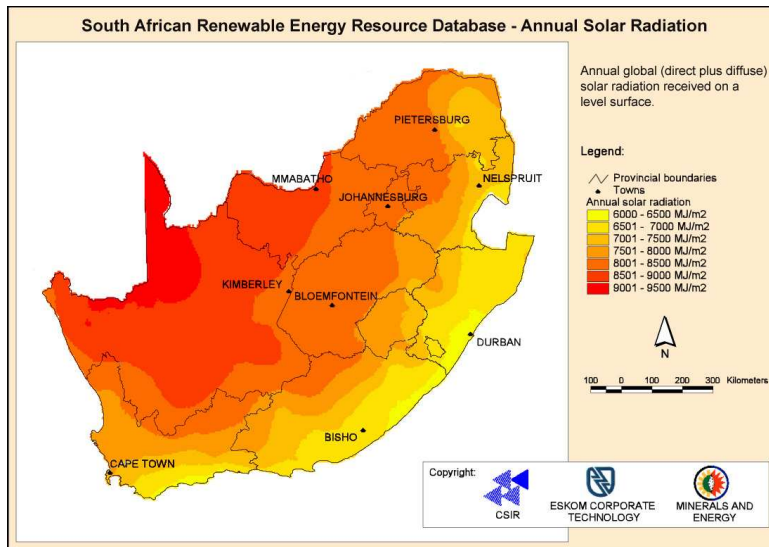 South African Renewable Energy Resource Database - Annual Solar Radiation
Annual global (direct plus diffuse)
solar radiation received on a
level surface.
PIETERSBURG
MMABATHO
NELSPRUIT
JOHANNESBURG
KIMBERLEY
BLOEMFONTEIN
DURBAN
BISHO
CAPE TOWN
Legend:
Provincial boundaries
Towns
Annual solar radiation
6000 - 6500 MJ/m2
6501 - 7000 MJ/m2
7001 - 7500 MJ/m2
7501 - 8000 MJ/m2
8001 - 8500 MJ/m2
8501 - 9000 MJ/m2
9001 - 9500 MJ/m2
N
100 0 100 200 300 Kilometers
Copyright:
CSIR
ESKOM CORPORATE
TECHNOLOGY
MINERALS AND
ENERGY